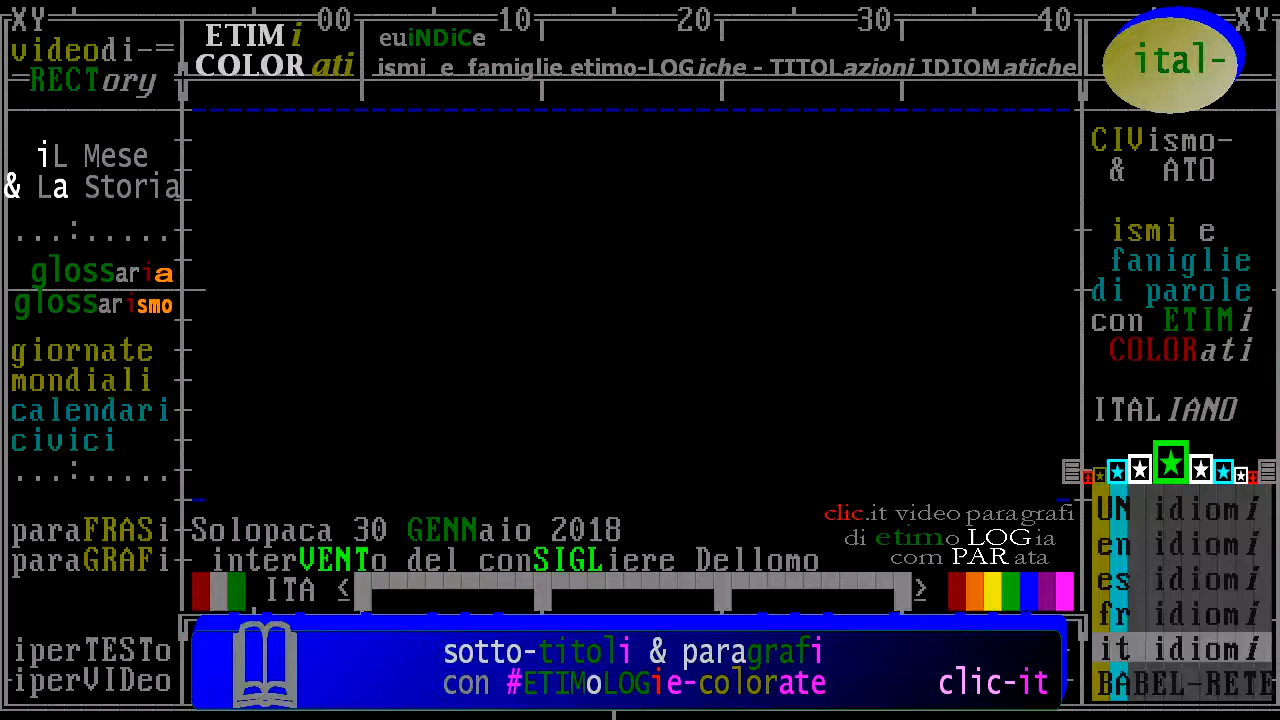 XY 00 10 20 30 40 XY
videodi-=
=RECTory
ETIMi
COLORati
euiNDiCe
ismi e famiglie etimo-LOGiche - TITOLazioni IDIOMatiche
ital-
iL Mese
& La Storia
...:.....
glossaria
glossarismo
giornate
mondiali
calendari
civici
...:.....
paraFRASi
paraGRAFi
iperTESTo
iperVIDeo
Solopaca 30 GENNaio 2018
interVENTo del conSIGLiere Dellomo
clic.it video paragrafi
di etimoLOGia
comPARata
ITA < >
sotto-titoli & paragrafi
con #ETIMoLOGie-colorate
clic-it
CIVismo-
& ATO
ismi e
faniglie
di parole
con ETIMi
COLORati
ITALIANO
UN idiomi
en idiomi
es idiomi
fr idiomi
it idiomi
BABEL-RETE